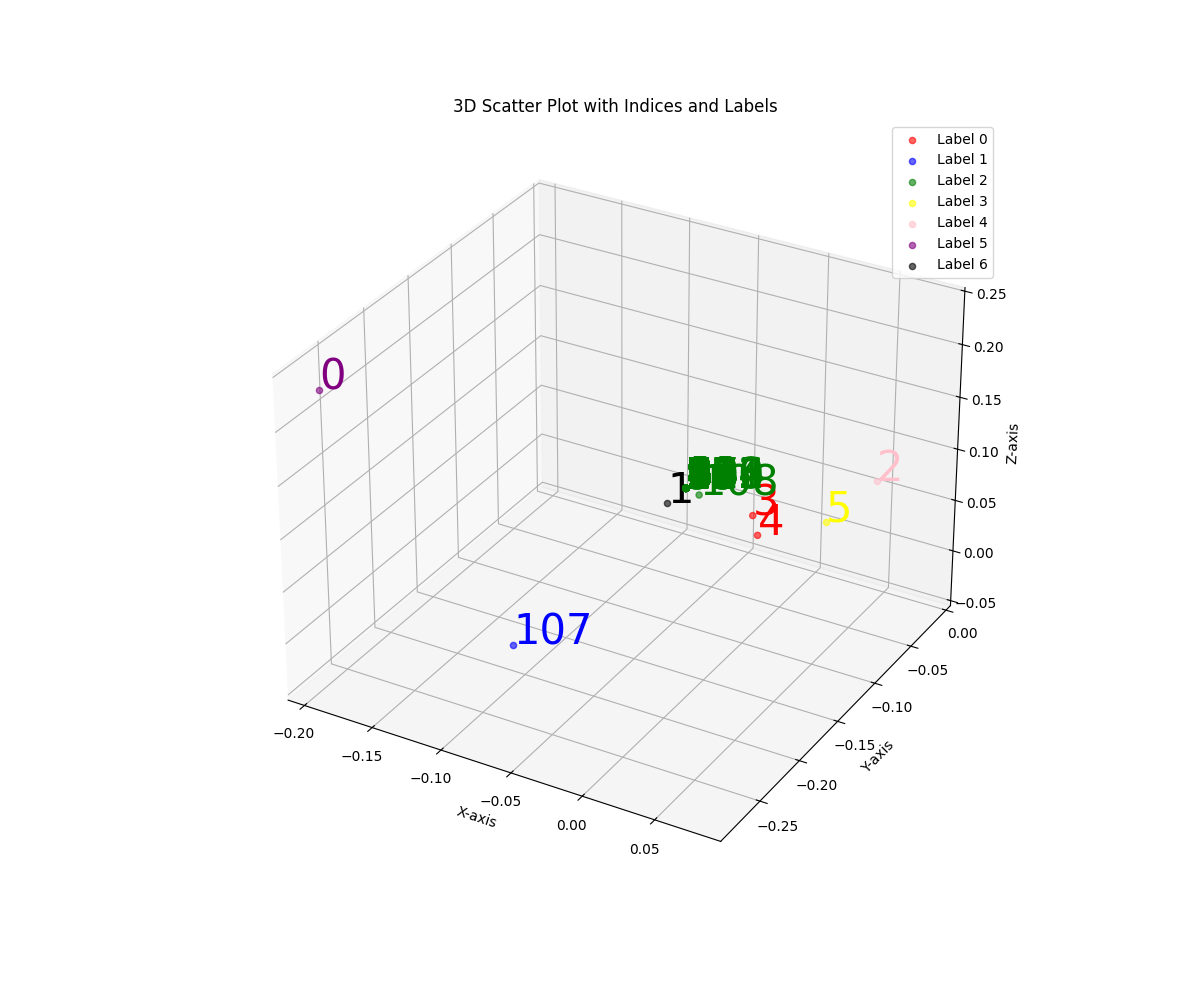 3D Scatter Plot with Indices and Labels
Label 0
Label 1
Label 2
Label 3
Label 4
Label 5
Label 6
0.25
0.20
0.15
0.10
0.05
0.00
−0.05
Z-axis
0
2
108
1
3
5
4
107
0.00
−0.05
−0.10
−0.15
−0.20
−0.25
Y-axis
−0.20
−0.15
−0.10
−0.05
0.00
0.05
X-axis